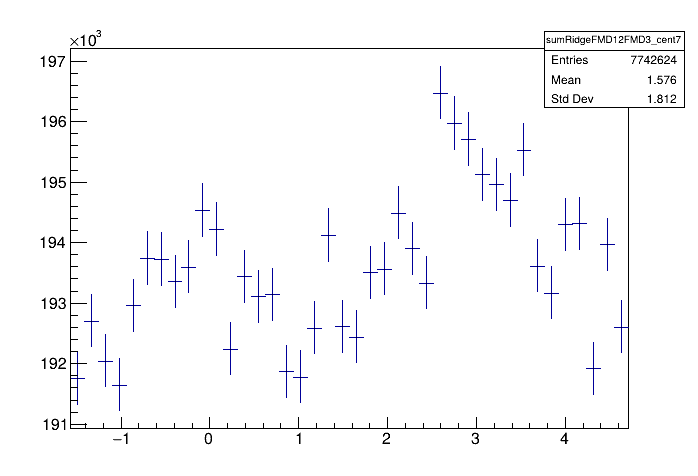 ×10³
sumRidgeFMD12FMD3_cent7
Entries 7742624
Mean 1.576
Std Dev 1.812
197
196
195
194
193
192
191
−1 0 1 2 3 4